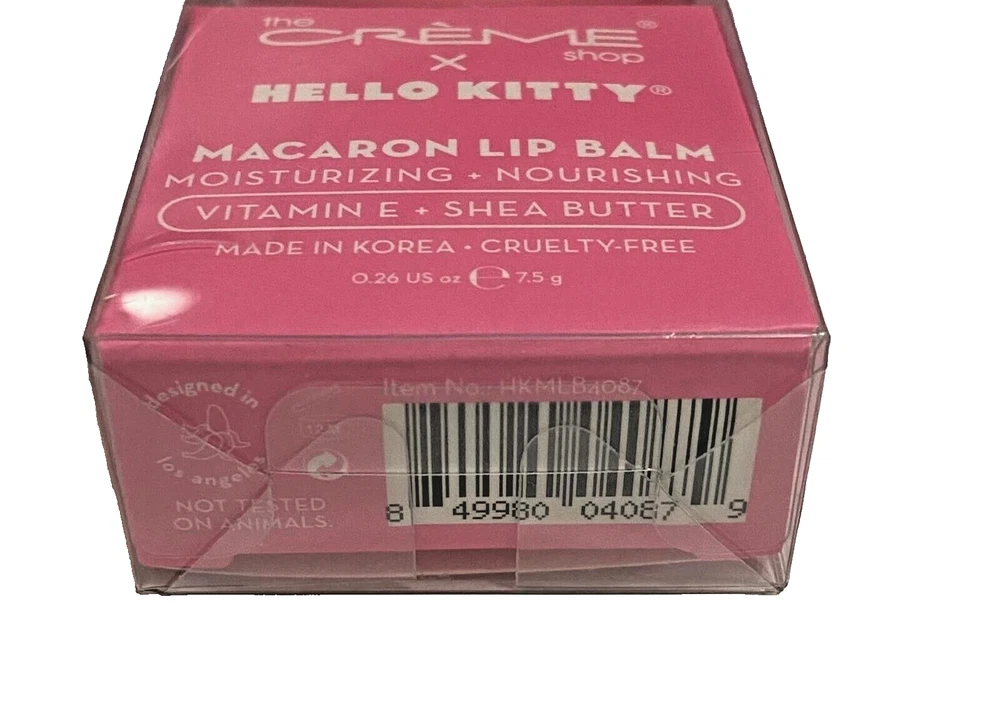 the
CRÈME®
shop
X
HELLO KITTY®
MACARON LIP BALM
MOISTURIZING + NOURISHING
VITAMIN E + SHEA BUTTER
MADE IN KOREA • CRUELTY-FREE
0.26 US oz ℮ 7.5 g
designed in
los angeles
NOT TESTED
ON ANIMALS.
12M
Item No.: HKMLB4087
8 49980 04087 9